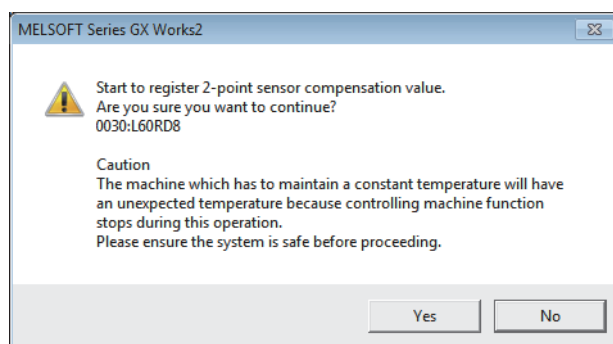 MELSOFT Series GX Works2
Start to register 2-point sensor compensation value.
Are you sure you want to continue?
0030:L60RD8
Caution
The machine which has to maintain a constant temperature will have
an unexpected temperature because controlling machine function
stops during this operation.
Please ensure the system is safe before proceeding.
Yes
No